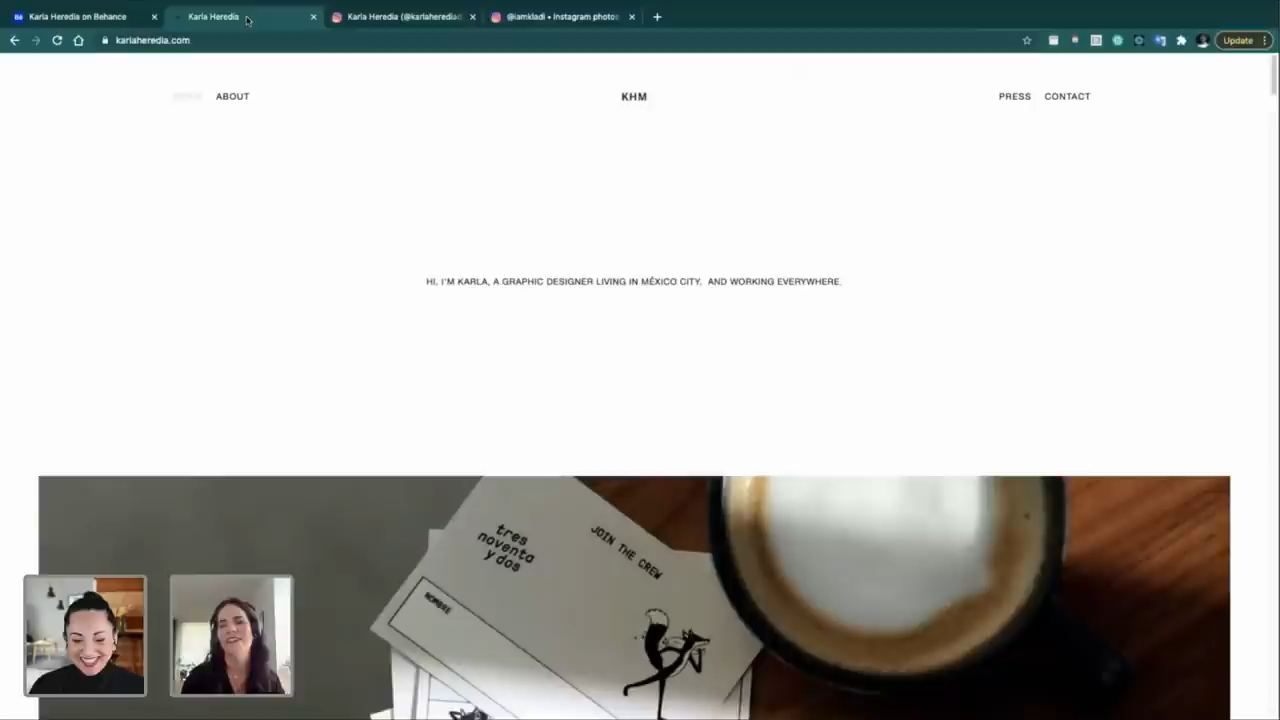 Karla Heredia on Behance
Karla Heredia
Karla Heredia (@karlaheredia
@iamkladi • Instagram photos
karlaheredia.com
Update
ABOUT
KHM
PRESS
CONTACT
HI, I'M KARLA, A GRAPHIC DESIGNER LIVING IN MÉXICO CITY, AND WORKING EVERYWHERE.
tres
noventa
y dos
JOIN THE CREW
NOMBRE